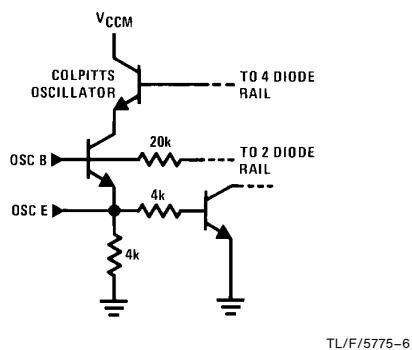 VCCM
COLPITTS
OSCILLATOR
TO 4 DIODE
RAIL
OSC B
20k
TO 2 DIODE
RAIL
OSC E
4k
4k
TL/F/5775–6